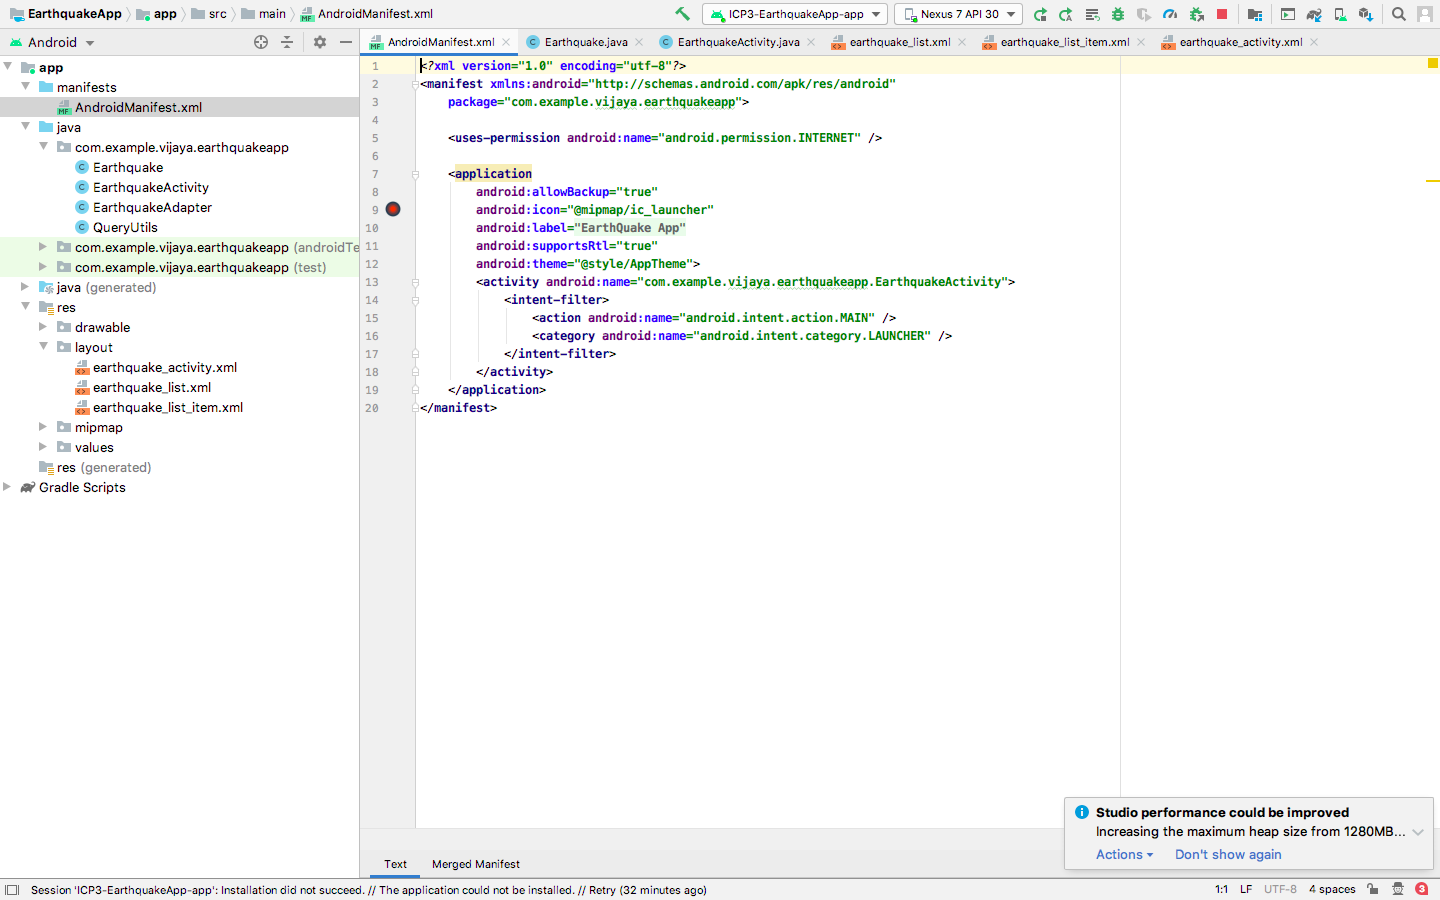 EarthquakeApp app src main AndroidManifest.xml ICP3-EarthquakeApp-app Nexus 7 API 30
Android
AndroidManifest.xml Earthquake.java EarthquakeActivity.java earthquake_list.xml earthquake_list_item.xml earthquake_activity.xml
app
manifests
AndroidManifest.xml
java
com.example.vijaya.earthquakeapp
Earthquake
EarthquakeActivity
EarthquakeAdapter
QueryUtils
com.example.vijaya.earthquakeapp (androidTe
com.example.vijaya.earthquakeapp (test)
java (generated)
res
drawable
layout
earthquake_activity.xml
earthquake_list.xml
earthquake_list_item.xml
mipmap
values
res (generated)
Gradle Scripts
1 <?xml version="1.0" encoding="utf-8"?>
2 <manifest xmlns:android="http://schemas.android.com/apk/res/android"
3 package="com.example.vijaya.earthquakeapp">
4
5 <uses-permission android:name="android.permission.INTERNET" />
6
7 <application
8 android:allowBackup="true"
9 android:icon="@mipmap/ic_launcher"
10 android:label="EarthQuake App"
11 android:supportsRtl="true"
12 android:theme="@style/AppTheme">
13 <activity android:name="com.example.vijaya.earthquakeapp.EarthquakeActivity">
14 <intent-filter>
15 <action android:name="android.intent.action.MAIN" />
16 <category android:name="android.intent.category.LAUNCHER" />
17 </intent-filter>
18 </activity>
19 </application>
20 </manifest>
Studio performance could be improved
Increasing the maximum heap size from 1280MB...
Actions Don't show again
Text Merged Manifest
Session 'ICP3-EarthquakeApp-app': Installation did not succeed. // The application could not be installed. // Retry (32 minutes ago) 1:1 LF UTF-8 4 spaces 3